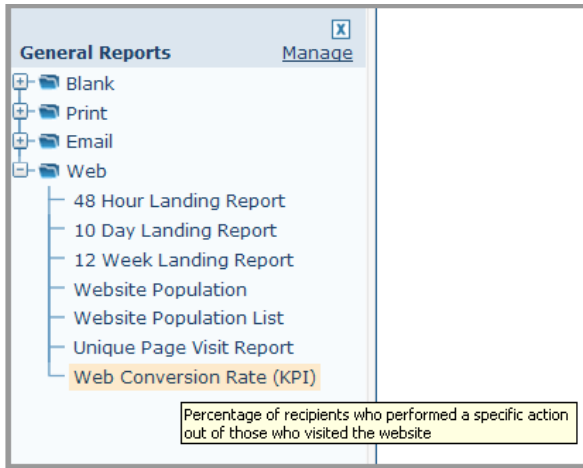 X
General Reports Manage
Blank
Print
Email
Web
48 Hour Landing Report
10 Day Landing Report
12 Week Landing Report
Website Population
Website Population List
Unique Page Visit Report
Web Conversion Rate (KPI)
Percentage of recipients who performed a specific action
out of those who visited the website